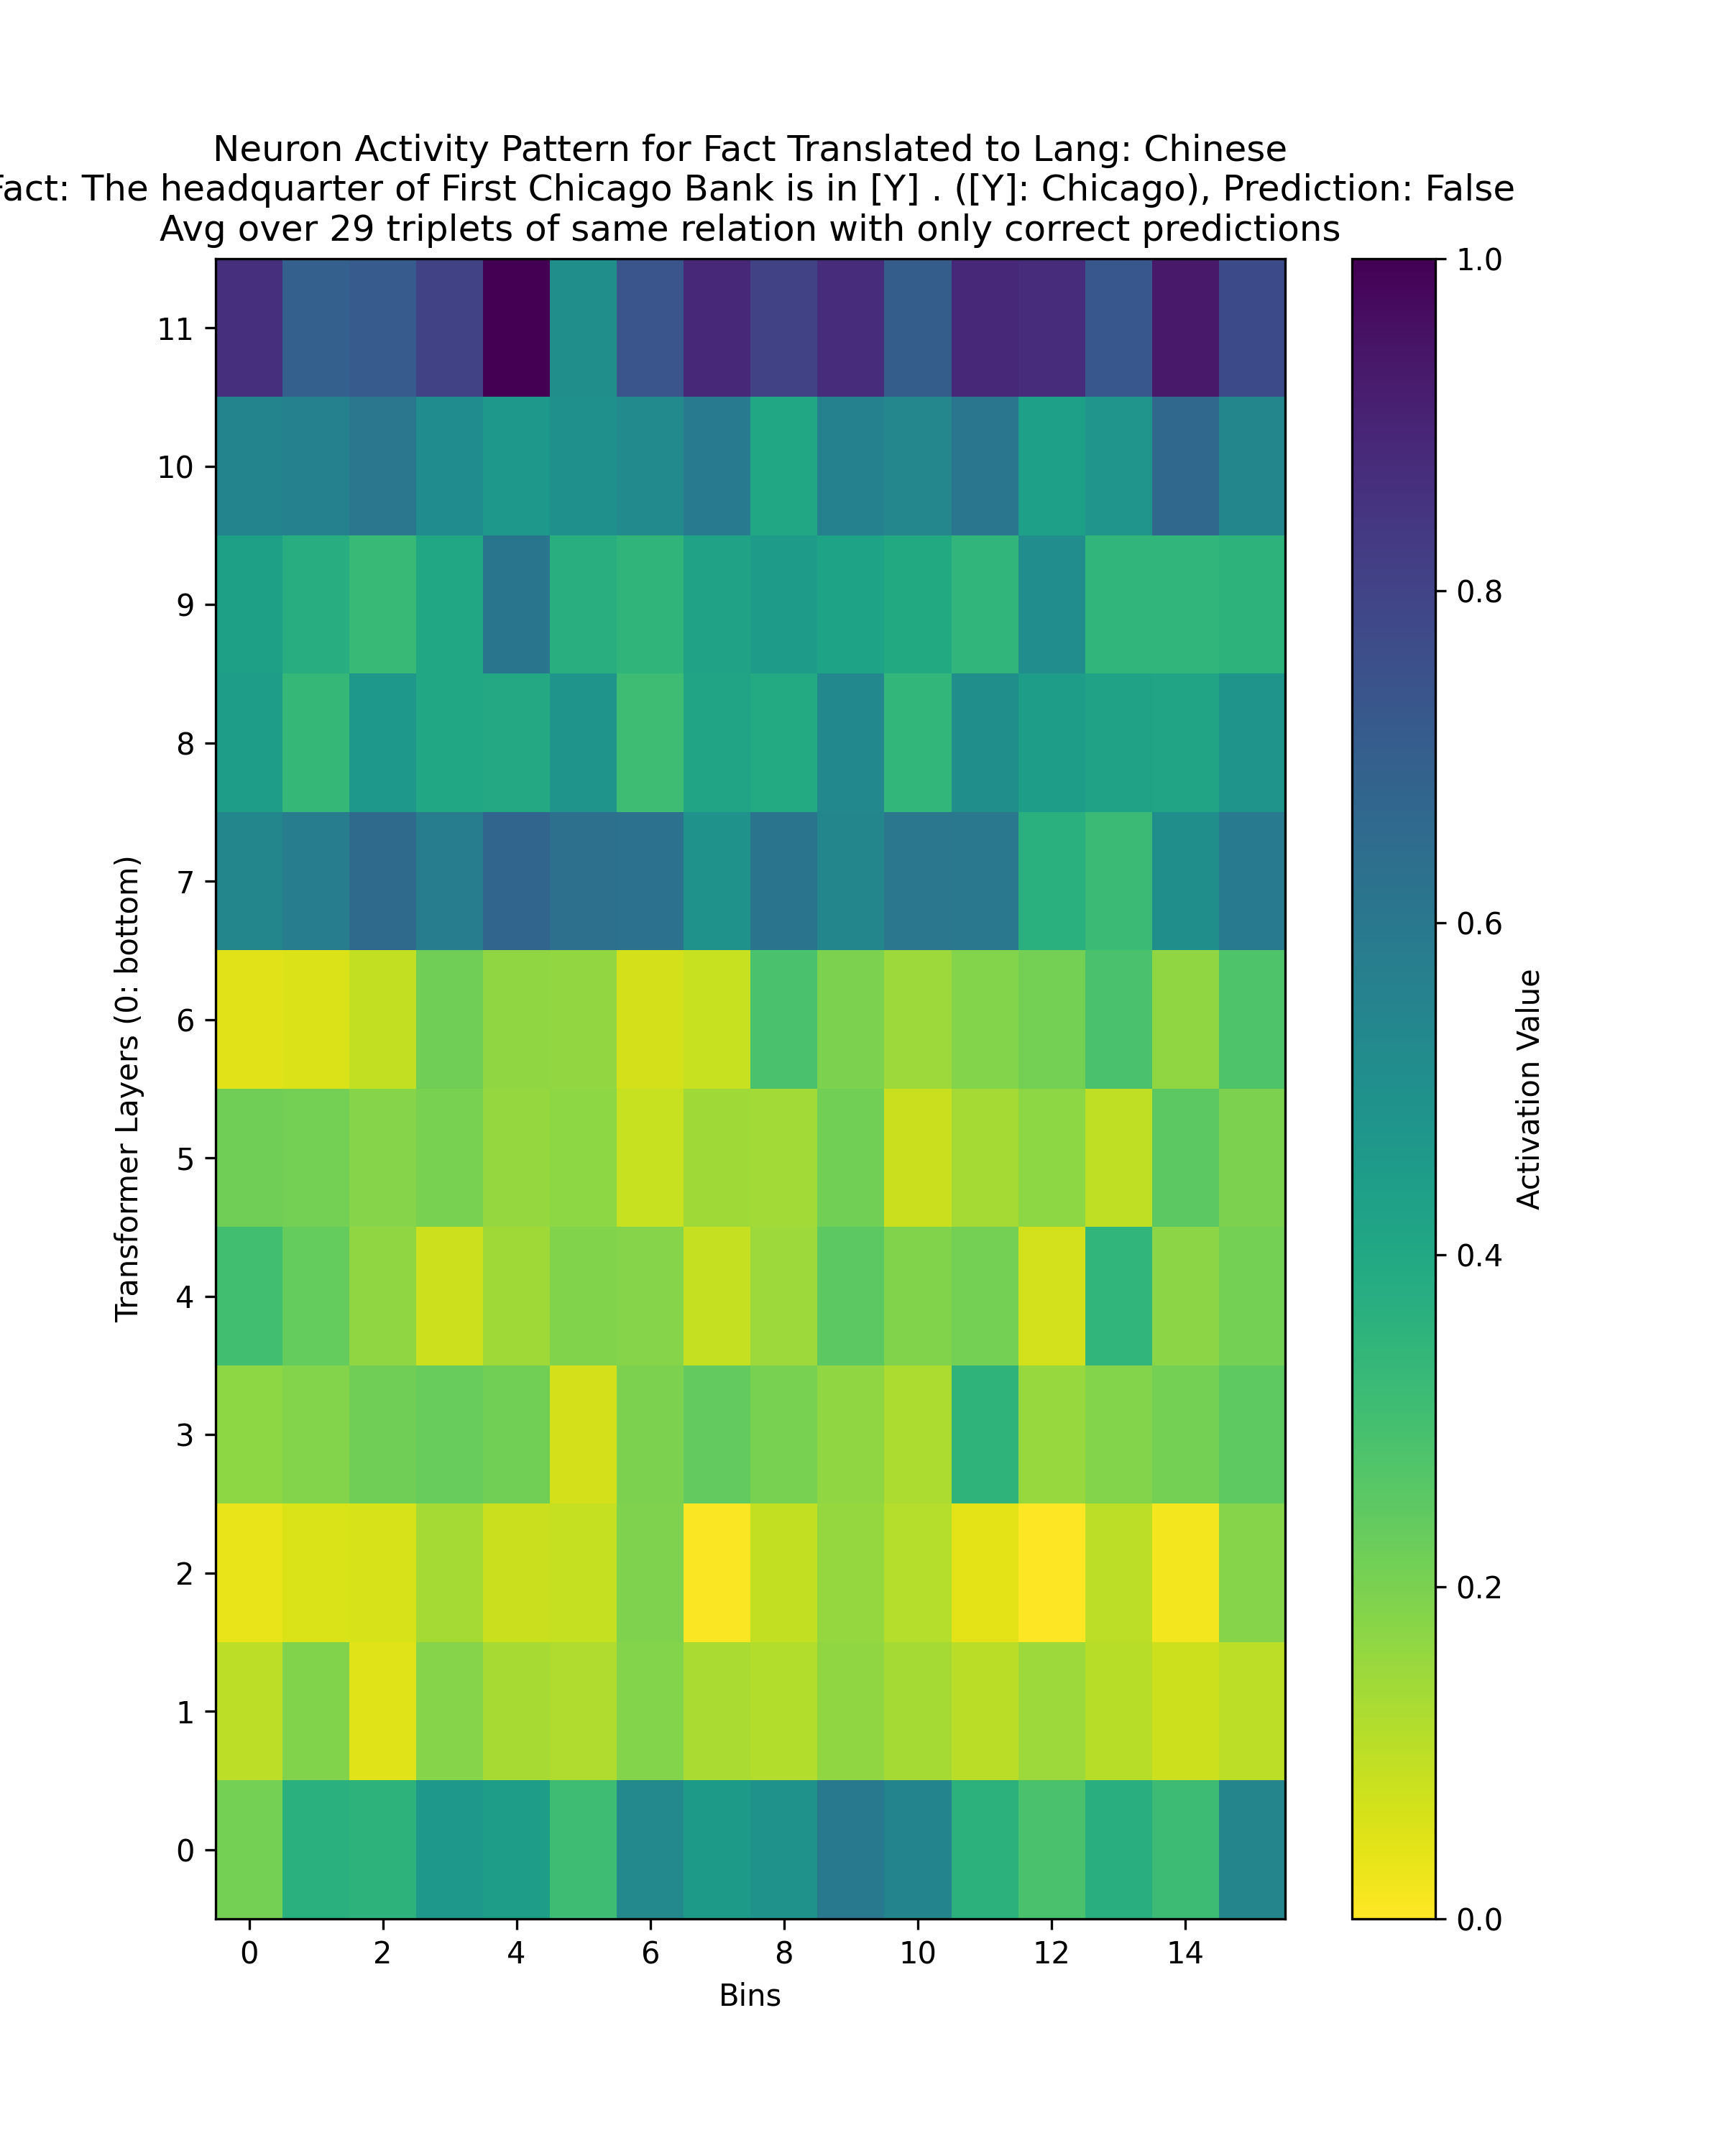 Neuron Activity Pattern for Fact Translated to Lang: Chinese
Fact: The headquarter of First Chicago Bank is in [Y] . ([Y]: Chicago), Prediction: False
Avg over 29 triplets of same relation with only correct predictions
11
10
9
8
7
6
5
4
3
2
1
0
Transformer Layers (0: bottom)
0 2 4 6 8 10 12 14
Bins
1.0
0.8
0.6
0.4
0.2
0.0
Activation Value